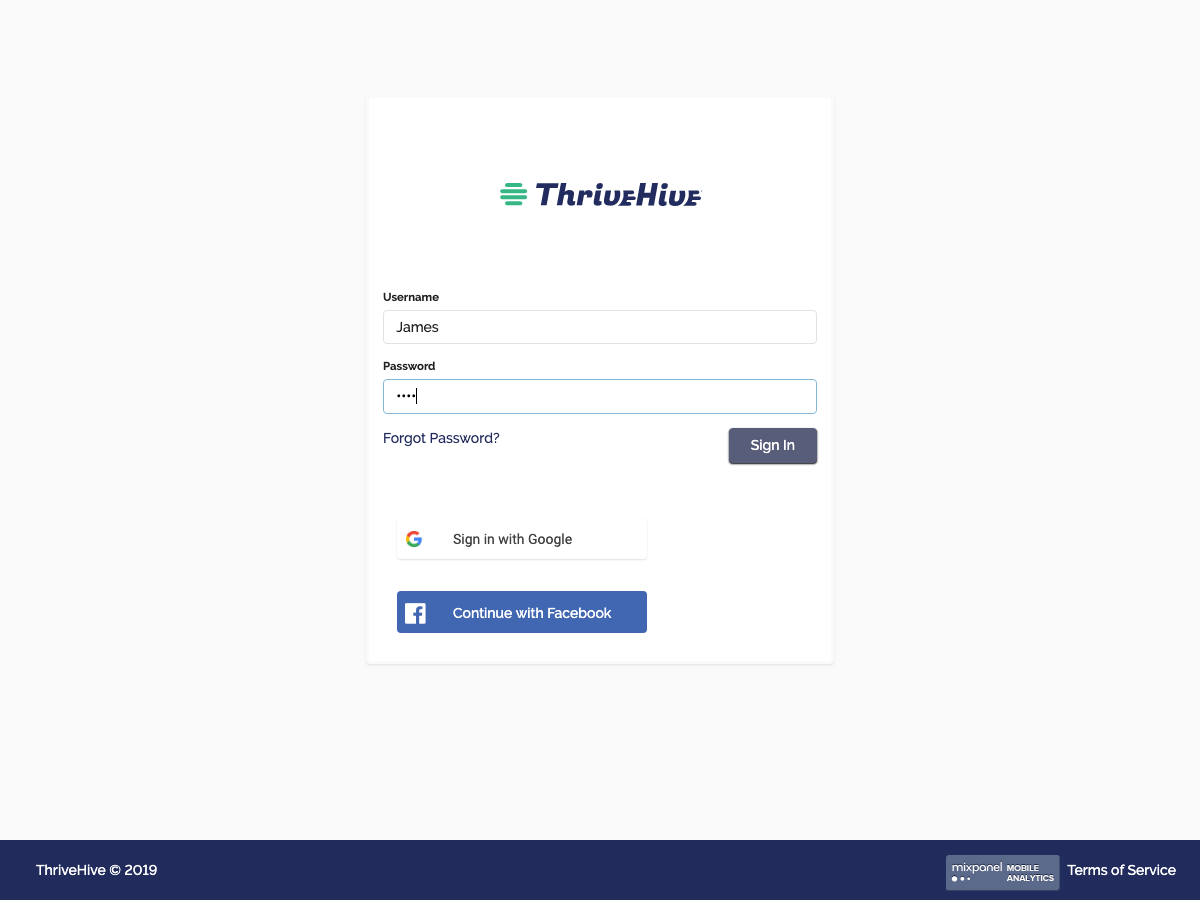 ThriveHive
Username
James
Password
••••
Forgot Password?
Sign In
Sign in with Google
Continue with Facebook
ThriveHive © 2019
mixpanel MOBILE ANALYTICS
Terms of Service